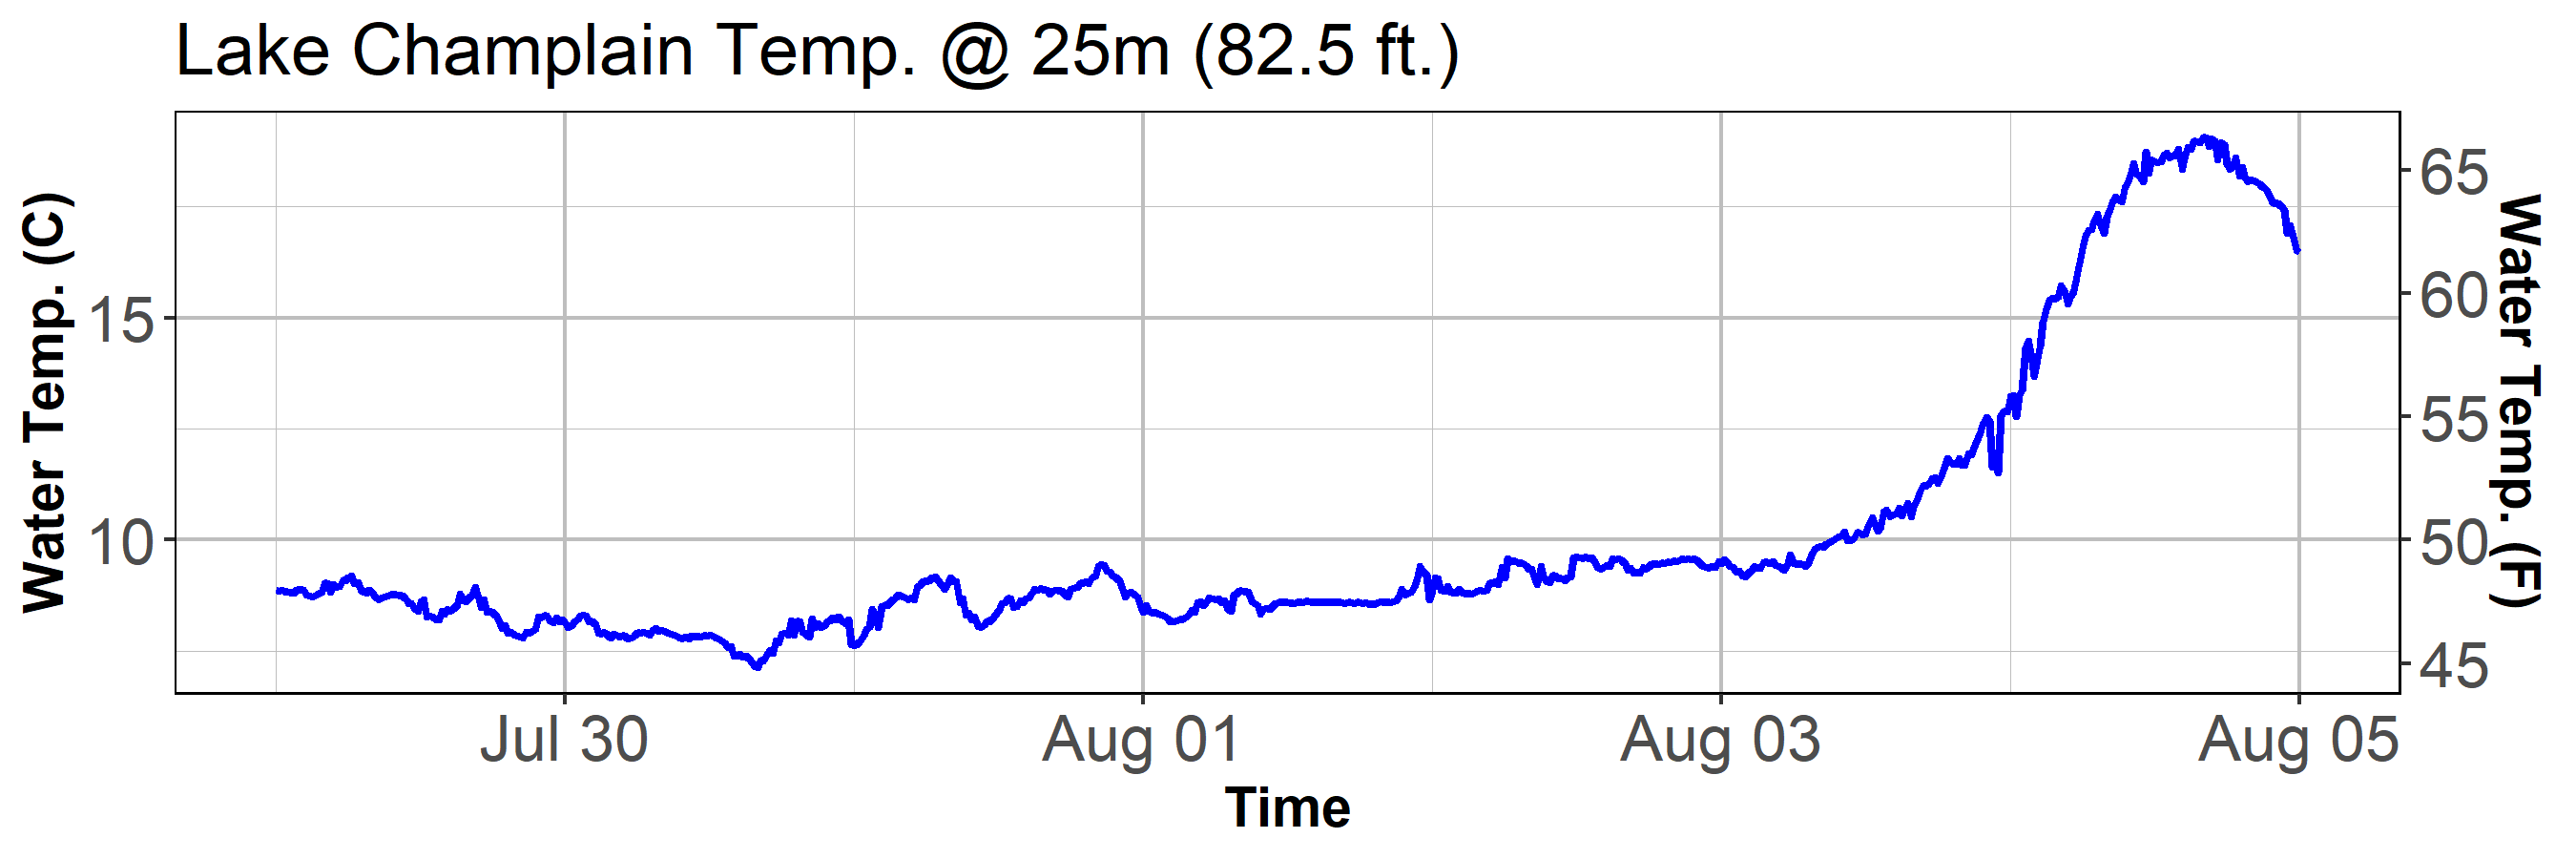 Lake Champlain Temp. @ 25m (82.5 ft.)
Water Temp. (C)
15
10
65
60
55
50
45
Water Temp. (F)
Jul 30
Aug 01
Aug 03
Aug 05
Time